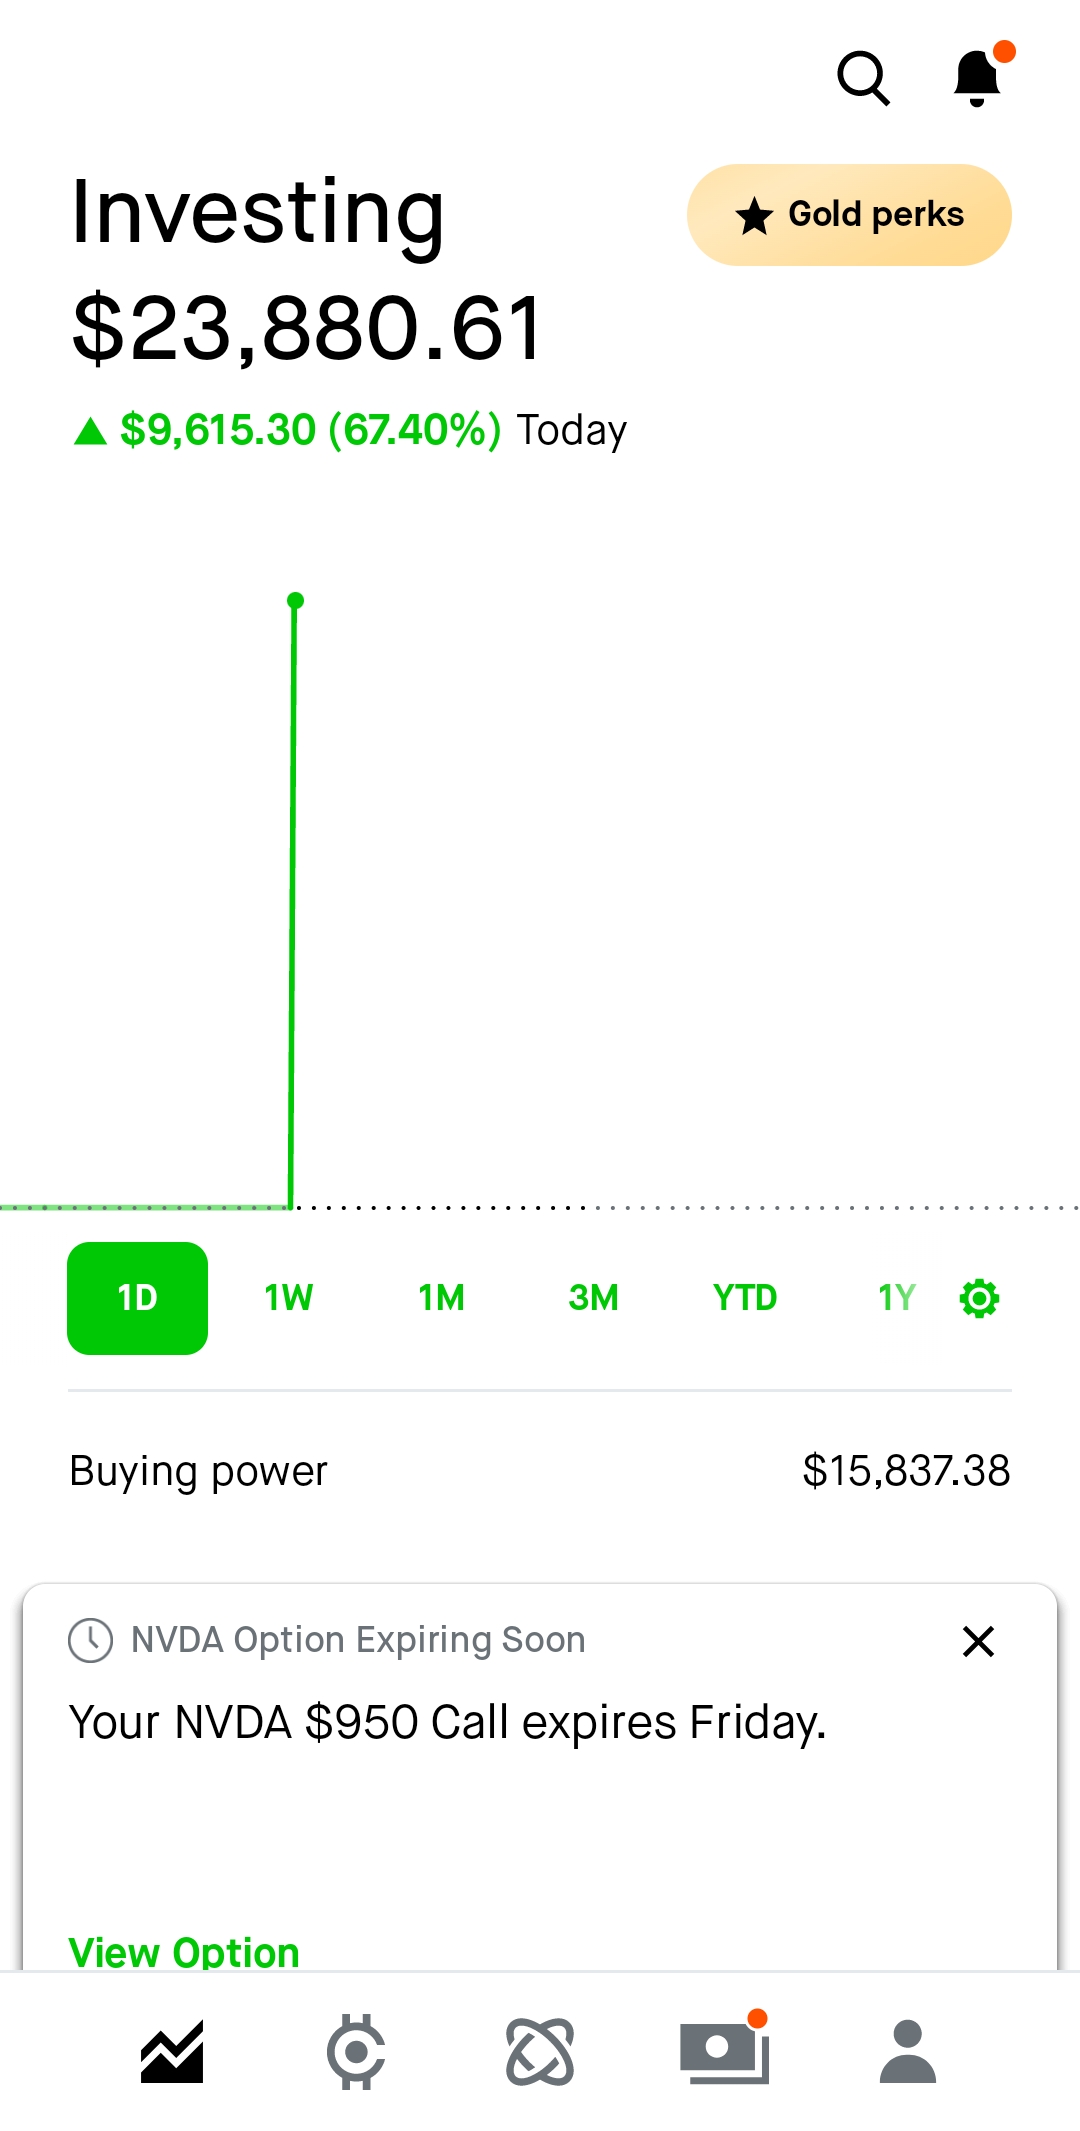 Investing
Gold perks
$23,880.61
$9,615.30 (67.40%) Today
1D 1W 1M 3M YTD 1Y
Buying power $15,837.38
NVDA Option Expiring Soon
Your NVDA $950 Call expires Friday.
View Option